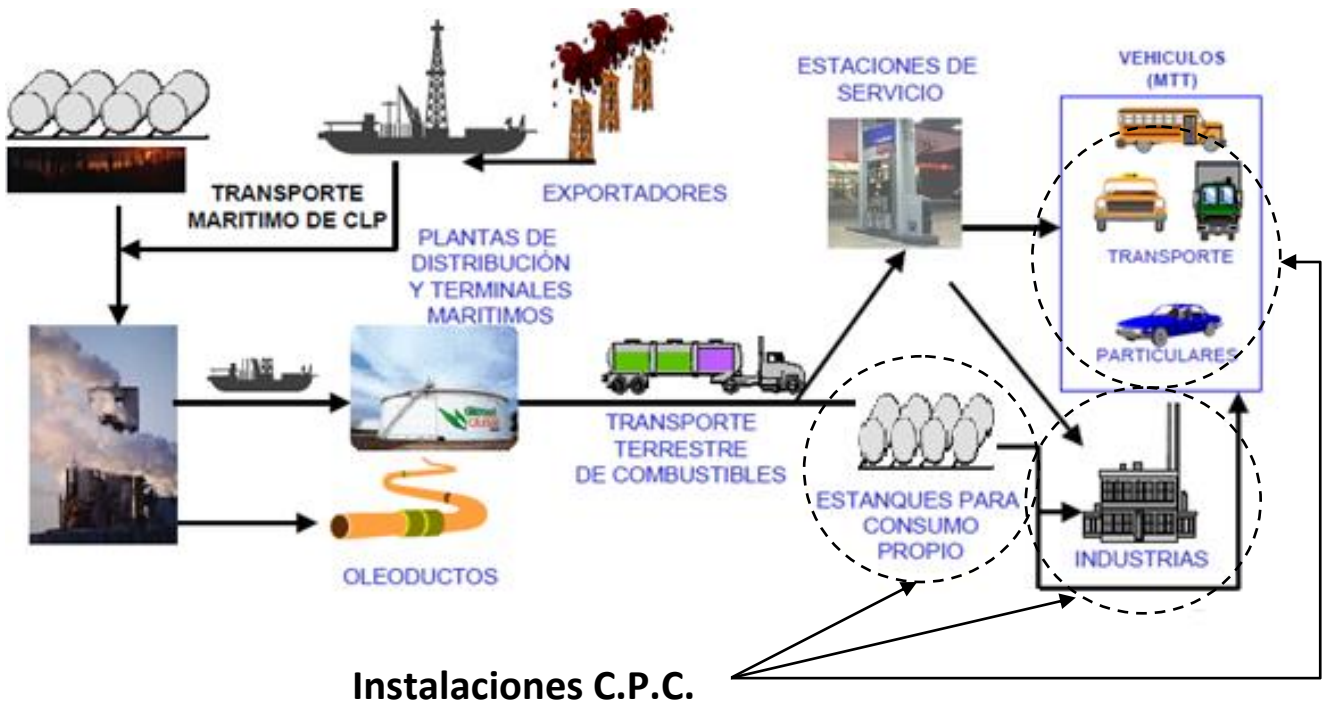 ESTACIONES DE
SERVICIO
VEHICULOS
(MTT)
TRANSPORTE
MARITIMO DE CLP
EXPORTADORES
PLANTAS DE
DISTRIBUCIÓN
Y TERMINALES
MARITIMOS
TRANSPORTE
PARTICULARES
TRANSPORTE
TERRESTRE
DE COMBUSTIBLES
ESTANQUES PARA
CONSUMO
PROPIO
INDUSTRIAS
OLEODUCTOS
Instalaciones C.P.C.